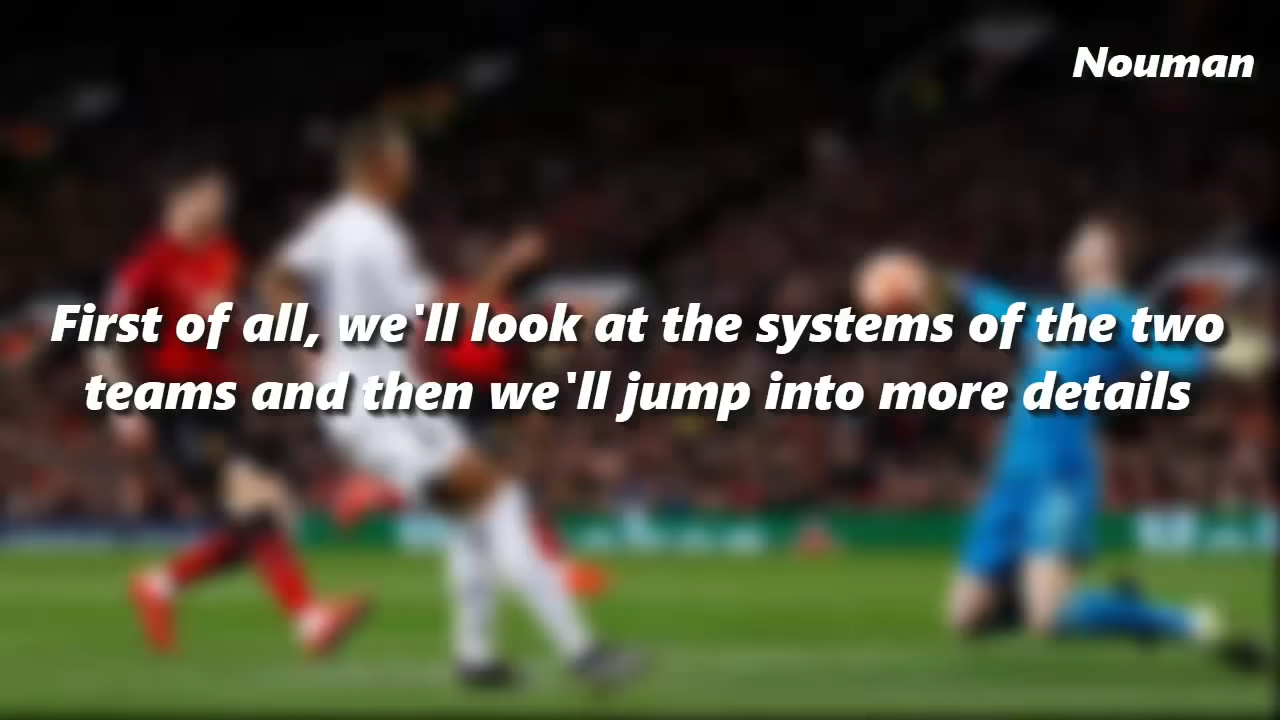 Nouman
First of all, we'll look at the systems of the two
teams and then we'll jump into more details